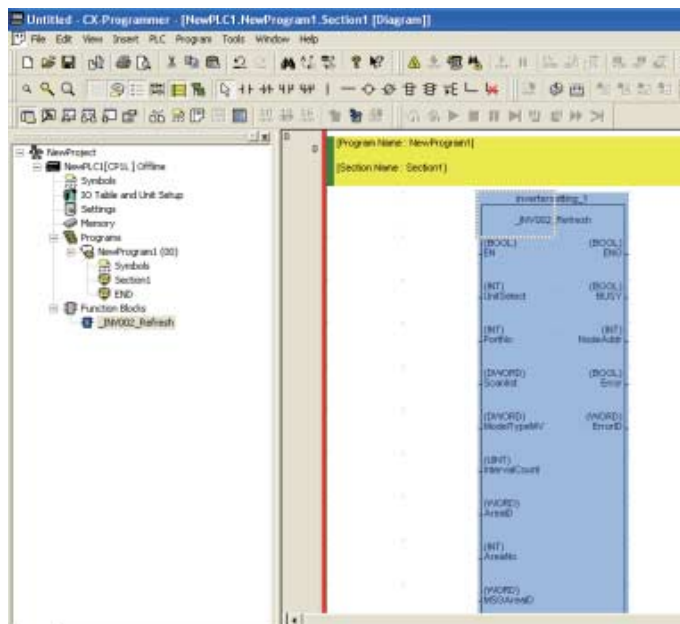 Untitled - CX-Programmer - [NewPLC1.NewProgram1.Section1 [Diagram]]
File Edit View Insert PLC Program Tools Window Help
NewProject
NewPLC1[CP1L] Offline
Symbols
IO Table and Unit Setup
Settings
Memory
Programs
NewProgram1 (00)
Symbols
Section1
END
Function Blocks
_INV002_Refresh
0
0
[Program Name : NewProgram1]
[Section Name : Section1]
_INV002_Refresh
(BOOL) (BOOL)
EN ENO
(INT) (BOOL)
UnitSelect BUSY
(INT) (INT)
PortNo NodeAddr
(DWORD) (BOOL)
Scanlist Error
(DWORD) (WORD)
ModelTypeMV ErrorID
(UINT)
IntervalCount
(WORD)
AreaID
(INT)
AreaNo
(WORD)
MSGAreaID